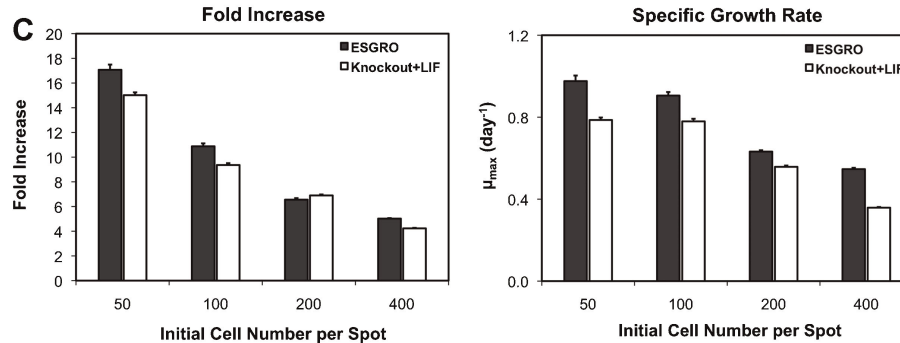 C
Fold Increase
ESGRO
Knockout+LIF
Fold Increase
20
18
16
14
12
10
8
6
4
2
0
50 100 200 400
Initial Cell Number per Spot
Specific Growth Rate
ESGRO
Knockout+LIF
μmax (day-1)
1.2
0.8
0.4
0.0
50 100 200 400
Initial Cell Number per Spot